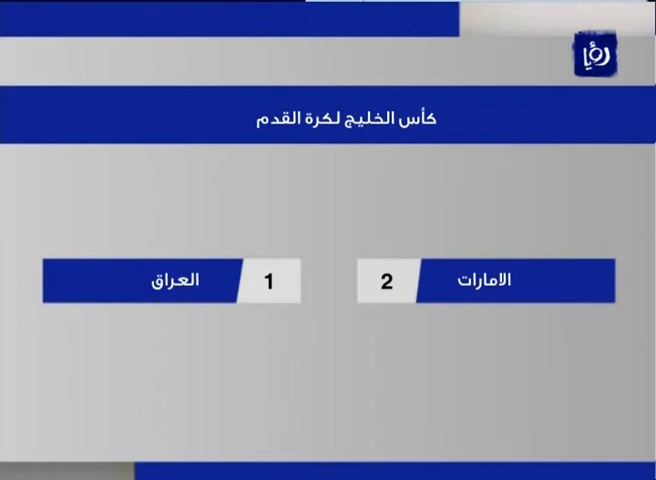 رؤيا
كأس الخليج لكرة القدم
الامارات 2
1 العراق